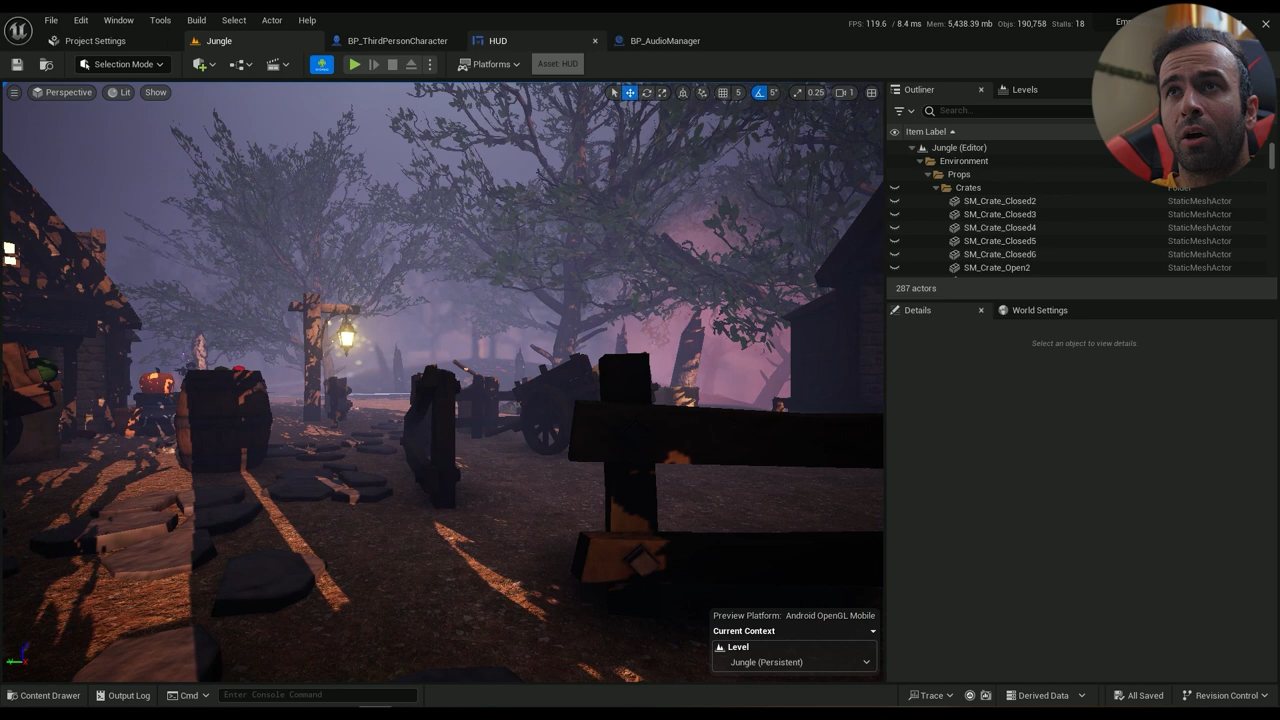 File Edit Window Tools Build Select Actor Help
FPS: 119.6 / 8.4 ms Mem: 5,438.39 mb Objs: 190,758 Stalls: 18
Project Settings Jungle BP_ThirdPersonCharacter HUD BP_AudioManager
Selection Mode Platforms Asset: HUD
Perspective Lit Show 5 5° 0.25 1
Outliner Levels
Search...
Item Label
Jungle (Editor)
Environment
Props
Crates Folder
SM_Crate_Closed2 StaticMeshActor
SM_Crate_Closed3 StaticMeshActor
SM_Crate_Closed4 StaticMeshActor
SM_Crate_Closed5 StaticMeshActor
SM_Crate_Closed6 StaticMeshActor
SM_Crate_Open2 StaticMeshActor
287 actors
Details World Settings
Select an object to view details.
Preview Platform: Android OpenGL Mobile
Current Context
Level
Jungle (Persistent)
Content Drawer Output Log Cmd Enter Console Command Trace Derived Data All Saved Revision Control